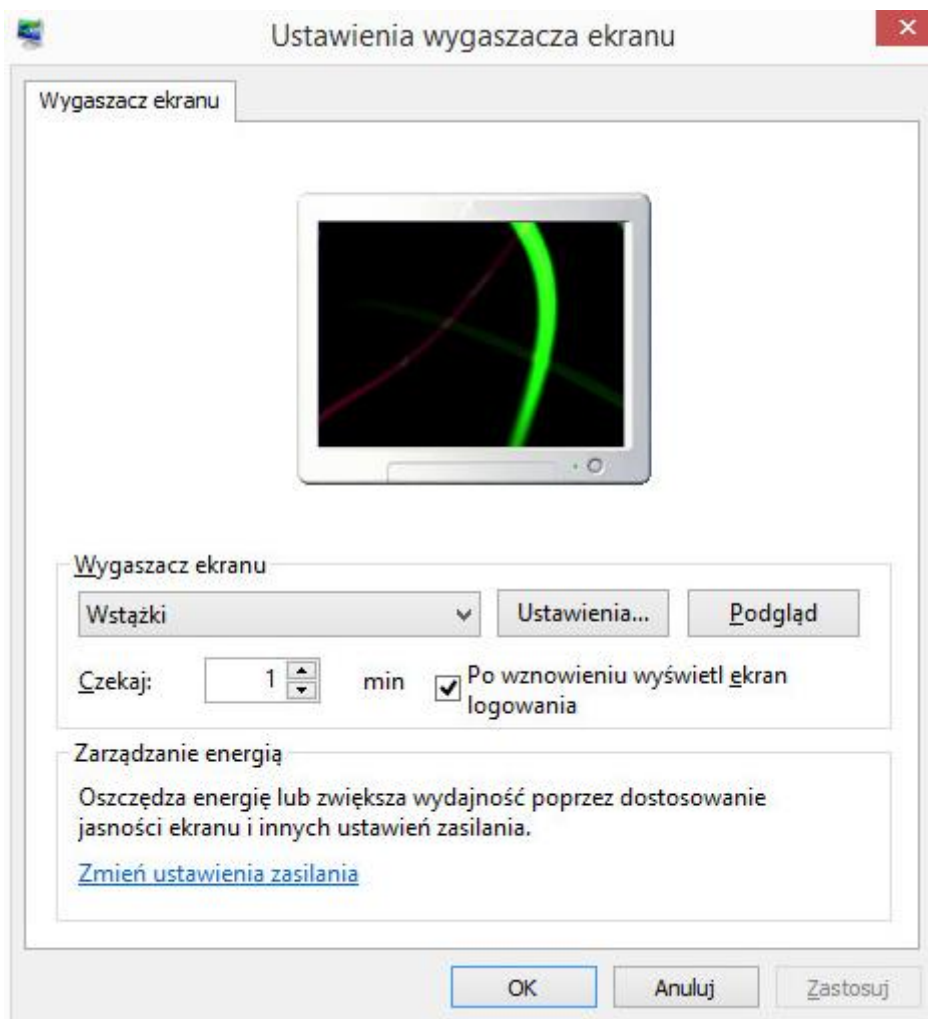 Ustawienia wygaszacza ekranu
Wygaszacz ekranu
Wygaszacz ekranu
Wstążki
Ustawienia...
Podgląd
Czekaj:
1
min
Po wznowieniu wyświetl ekran
logowania
Zarządzanie energią
Oszczędza energię lub zwiększa wydajność poprzez dostosowanie
jasności ekranu i innych ustawień zasilania.
Zmień ustawienia zasilania
OK
Anuluj
Zastosuj